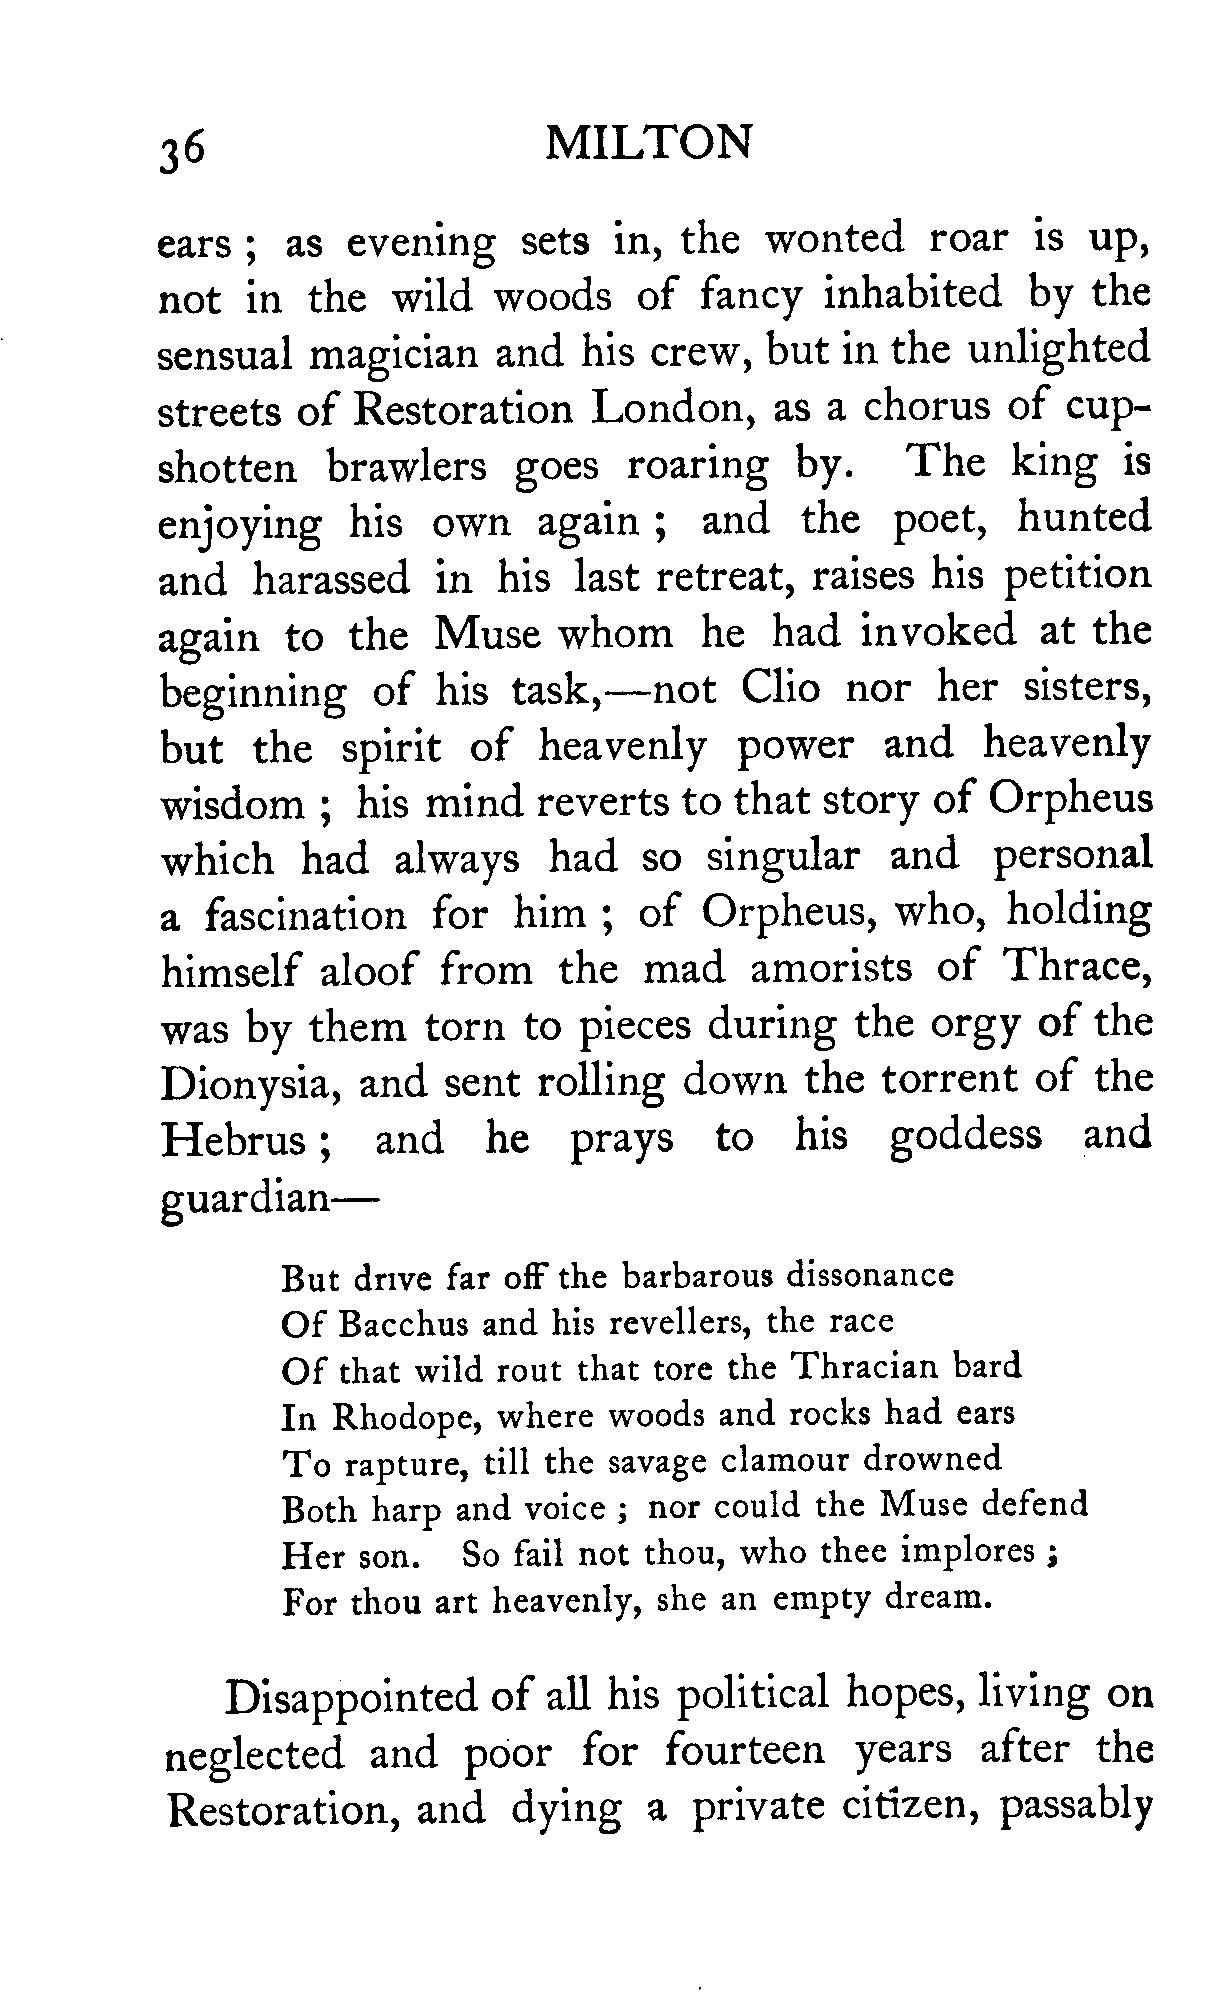 36 MILTON
ears ; as evening sets in, the wonted roar is up,
not in the wild woods of fancy inhabited by the
sensual magician and his crew, but in the unlighted
streets of Restoration London, as a chorus of cup-
shotten brawlers goes roaring by. The king is
enjoying his own again ; and the poet, hunted
and harassed in his last retreat, raises his petition
again to the Muse whom he had invoked at the
beginning of his task,—not Clio nor her sisters,
but the spirit of heavenly power and heavenly
wisdom ; his mind reverts to that story of Orpheus
which had always had so singular and personal
a fascination for him ; of Orpheus, who, holding
himself aloof from the mad amorists of Thrace,
was by them torn to pieces during the orgy of the
Dionysia, and sent rolling down the torrent of the
Hebrus ; and he prays to his goddess and
guardian—
But drive far off the barbarous dissonance
Of Bacchus and his revellers, the race
Of that wild rout that tore the Thracian bard
In Rhodope, where woods and rocks had ears
To rapture, till the savage clamour drowned
Both harp and voice ; nor could the Muse defend
Her son. So fail not thou, who thee implores ;
For thou art heavenly, she an empty dream.
Disappointed of all his political hopes, living on
neglected and poor for fourteen years after the
Restoration, and dying a private citizen, passably